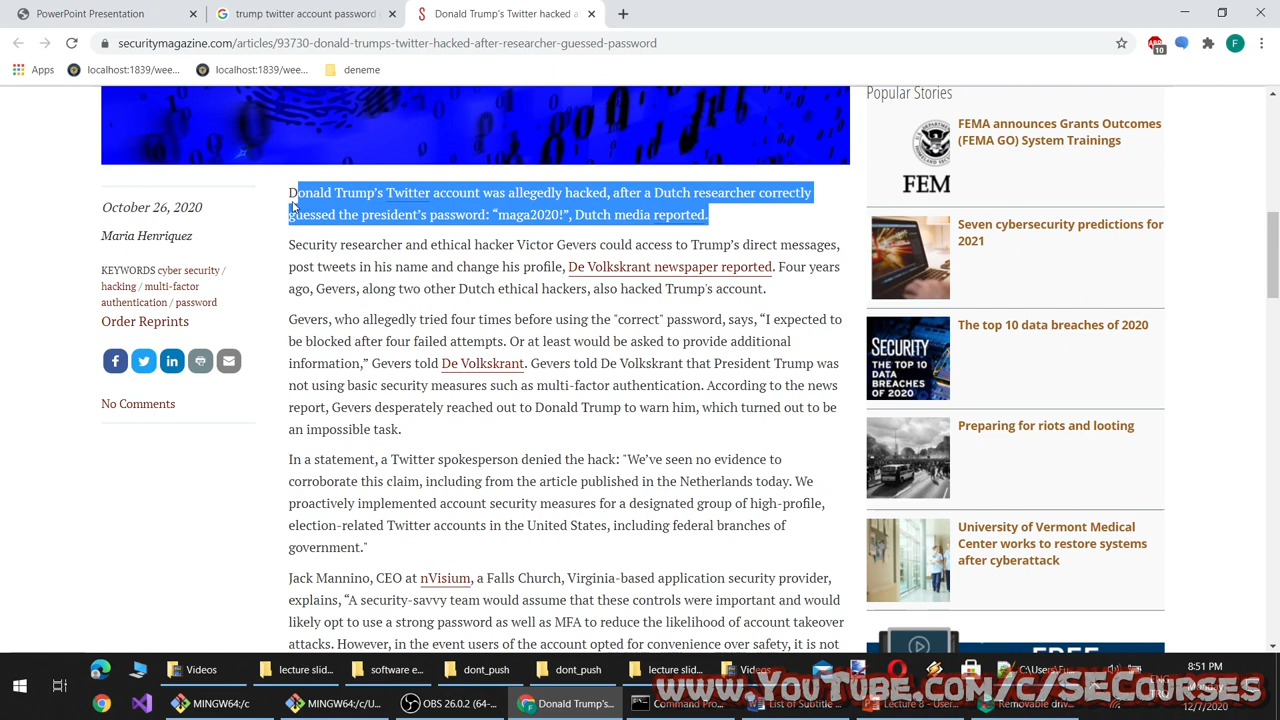 PowerPoint Presentation
trump twitter account password
Donald Trump's Twitter hacked a
securitymagazine.com/articles/93730-donald-trumps-twitter-hacked-after-researcher-guessed-password
10
F
Apps
localhost:1839/wee...
localhost:1839/wee...
deneme
October 26, 2020
Maria Henriquez
KEYWORDS cyber security /
hacking / multi-factor
authentication / password
Order Reprints
No Comments
Donald Trump's Twitter account was allegedly hacked, after a Dutch researcher correctly
guessed the president's password: “maga2020!”, Dutch media reported.
Security researcher and ethical hacker Victor Gevers could access to Trump's direct messages,
post tweets in his name and change his profile, De Volkskrant newspaper reported. Four years
ago, Gevers, along two other Dutch ethical hackers, also hacked Trump's account.
Gevers, who allegedly tried four times before using the "correct" password, says, “I expected to
be blocked after four failed attempts. Or at least would be asked to provide additional
information,” Gevers told De Volkskrant. Gevers told De Volkskrant that President Trump was
not using basic security measures such as multi-factor authentication. According to the news
report, Gevers desperately reached out to Donald Trump to warn him, which turned out to be
an impossible task.
In a statement, a Twitter spokesperson denied the hack: "We've seen no evidence to
corroborate this claim, including from the article published in the Netherlands today. We
proactively implemented account security measures for a designated group of high-profile,
election-related Twitter accounts in the United States, including federal branches of
government."
Jack Mannino, CEO at nVisium, a Falls Church, Virginia-based application security provider,
explains, “A security-savvy team would assume that these controls were important and would
likely opt to use a strong password as well as MFA to reduce the likelihood of account takeover
attacks. However, in the event users of the account opted for convenience over safety, it is not
Popular Stories
FEMA
FEMA announces Grants Outcomes
(FEMA GO) System Trainings
Seven cybersecurity predictions for
2021
SECURITY
THE TOP 10
DATA
BREACHES
OF 2020
The top 10 data breaches of 2020
Preparing for riots and looting
University of Vermont Medical
Center works to restore systems
after cyberattack
FREE
Videos
lecture slid...
software e...
dont_push
dont_push
lecture slid...
Videos
C:\Users\Fu...
8:51 PM
Monday
12/7/2020
ENG
TRQ
MINGW64:/c
MINGW64:/c/U...
OBS 26.0.2 (64-...
Donald Trump's...
Command Pro...
List of Subtitle ...
Lecture 8 - User...
Removable driv...
www.YouTube.com/c/SECourses